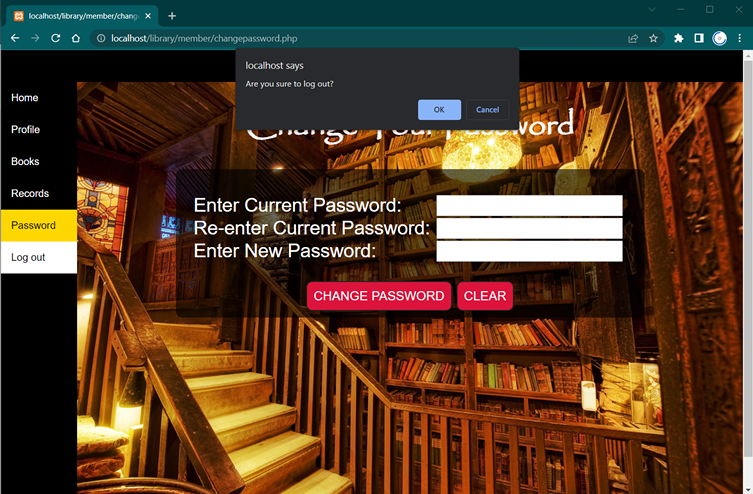 localhost/library/member/chang
localhost/library/member/changepassword.php
localhost says
Are you sure to log out?
OK
Cancel
Change Your Password
Home
Profile
Books
Records
Password
Log out
Enter Current Password:
Re-enter Current Password:
Enter New Password:
CHANGE PASSWORD
CLEAR